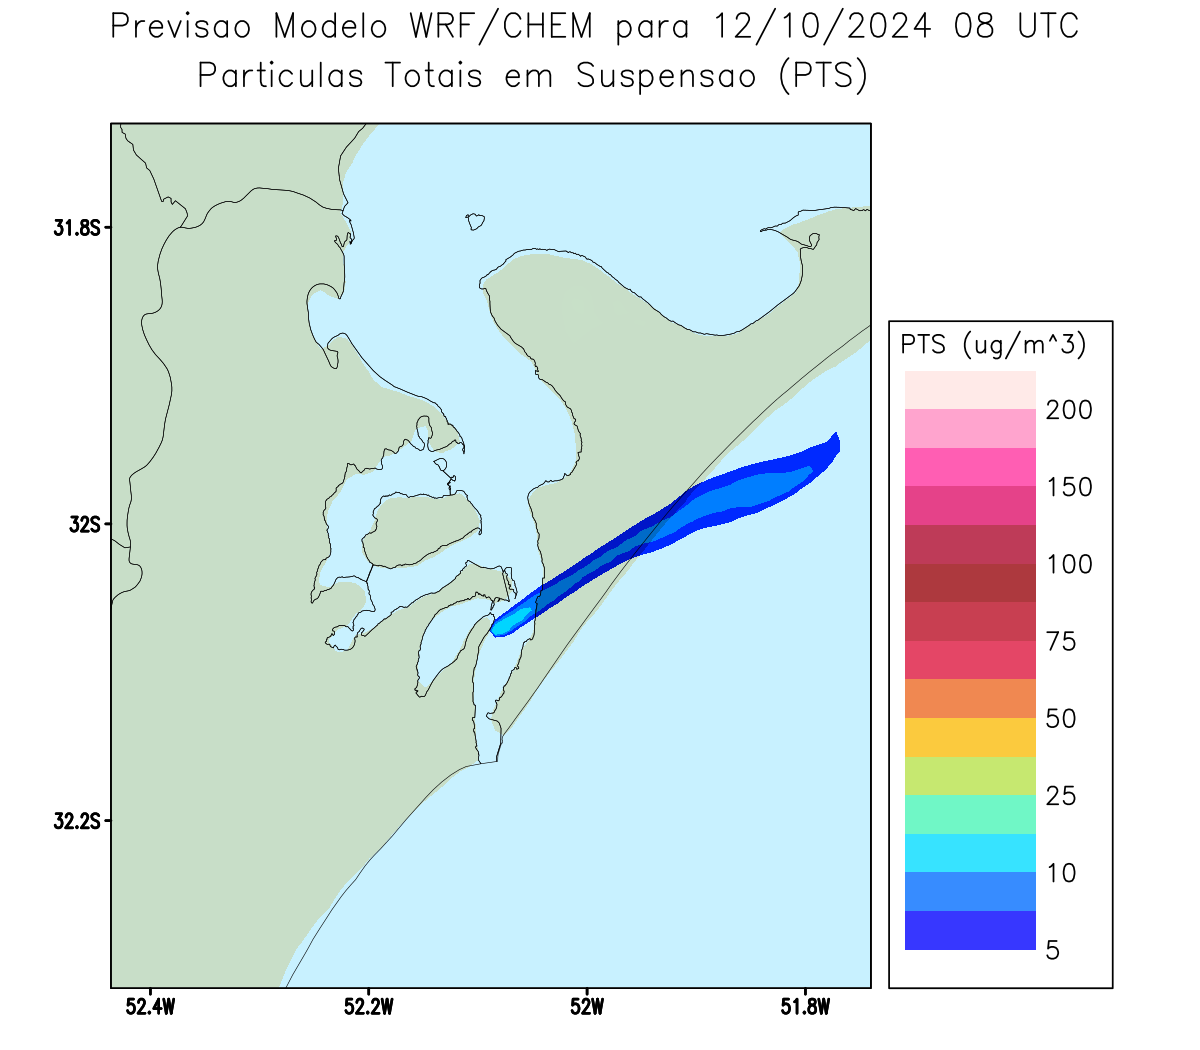 Previsao Modelo WRF/CHEM para 12/10/2024 08 UTC
Particulas Totais em Suspensao (PTS)
31.8S
32S
32.2S
52.4W
52.2W
52W
51.8W
PTS (ug/m^3)
200
150
100
75
50
25
10
5